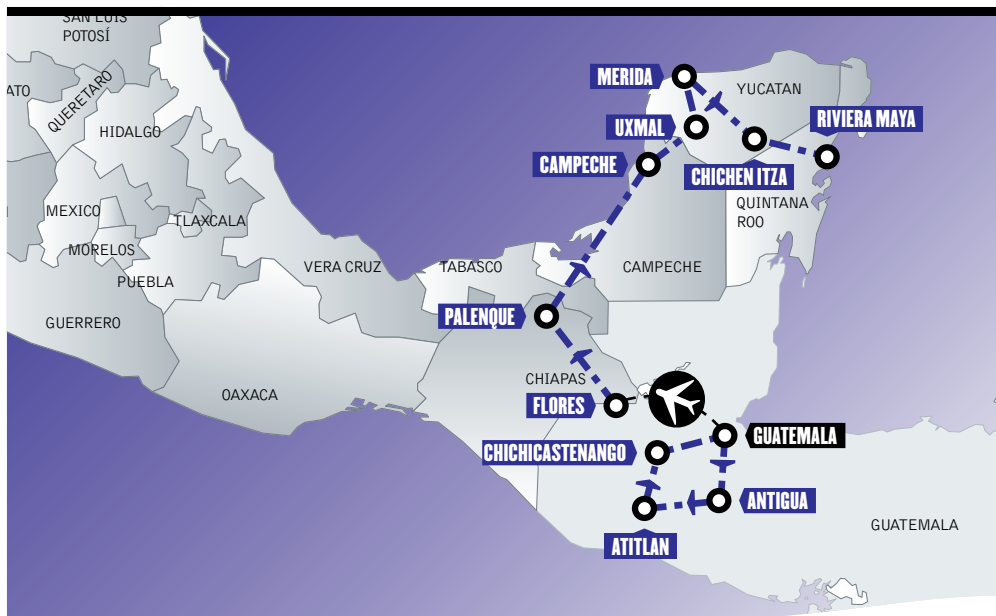 SAN LUIS
POTOSÍ
ATO
QUERETARO
HIDALGO
MEXICO
TLAXCALA
MORELOS
PUEBLA
GUERRERO
VERA CRUZ
OAXACA
TABASCO
CHIAPAS
CAMPECHE
YUCATAN
QUINTANA
ROO
MERIDA
UXMAL
CAMPECHE
CHICHEN ITZA
RIVIERA MAYA
PALENQUE
FLORES
CHICHICASTENANGO
GUATEMALA
ANTIGUA
ATITLAN
GUATEMALA